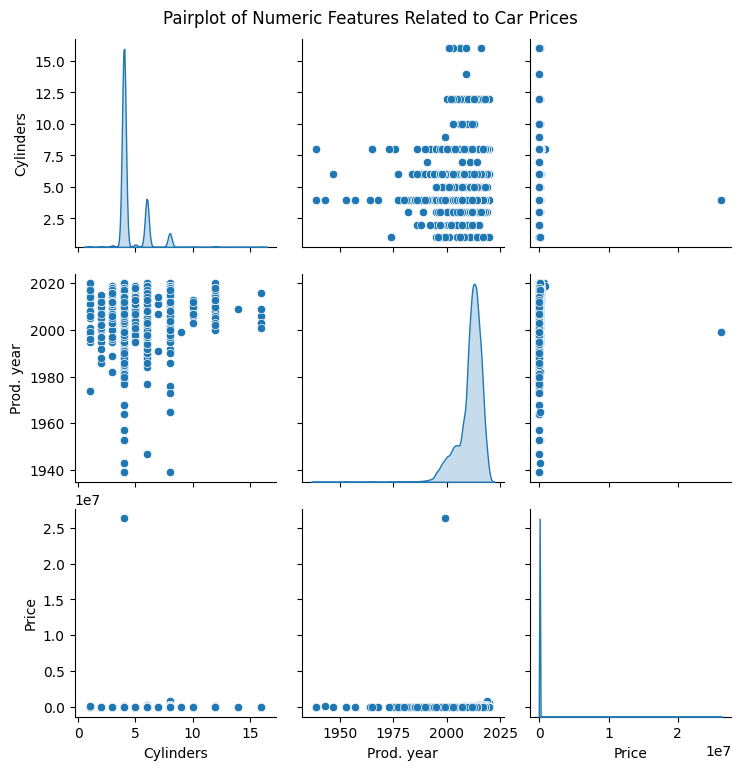 Pairplot of Numeric Features Related to Car Prices
15.0
12.5
10.0
7.5
5.0
2.5
Cylinders
2020
2000
1980
1960
1940
Prod. year
1e7
2.5
2.0
1.5
1.0
0.5
0.0
Price
0 5 10 15
Cylinders
1950 1975 2000 2025
Prod. year
0 1 2
1e7
Price